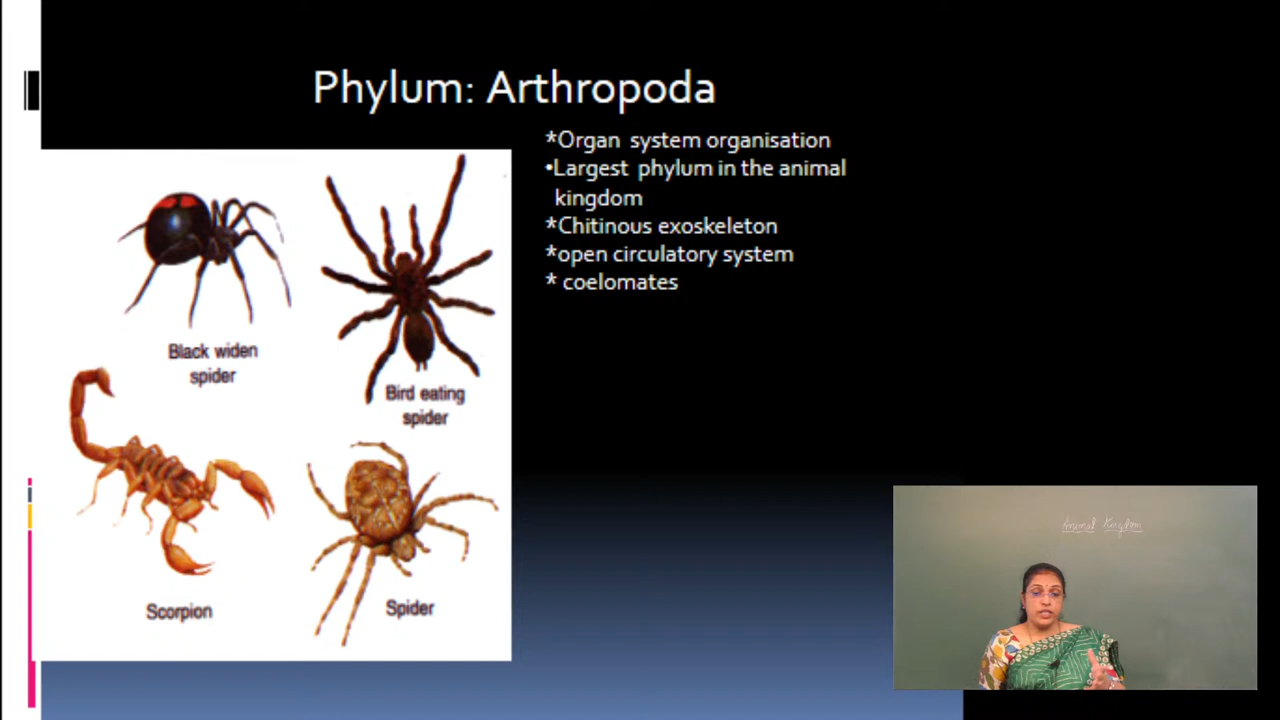 Phylum: Arthropoda
*Organ system organisation
•Largest phylum in the animal
kingdom
*Chitinous exoskeleton
*open circulatory system
* coelomates
Black widen
spider
Bird eating
spider
Scorpion
Spider
Animal Kingdom